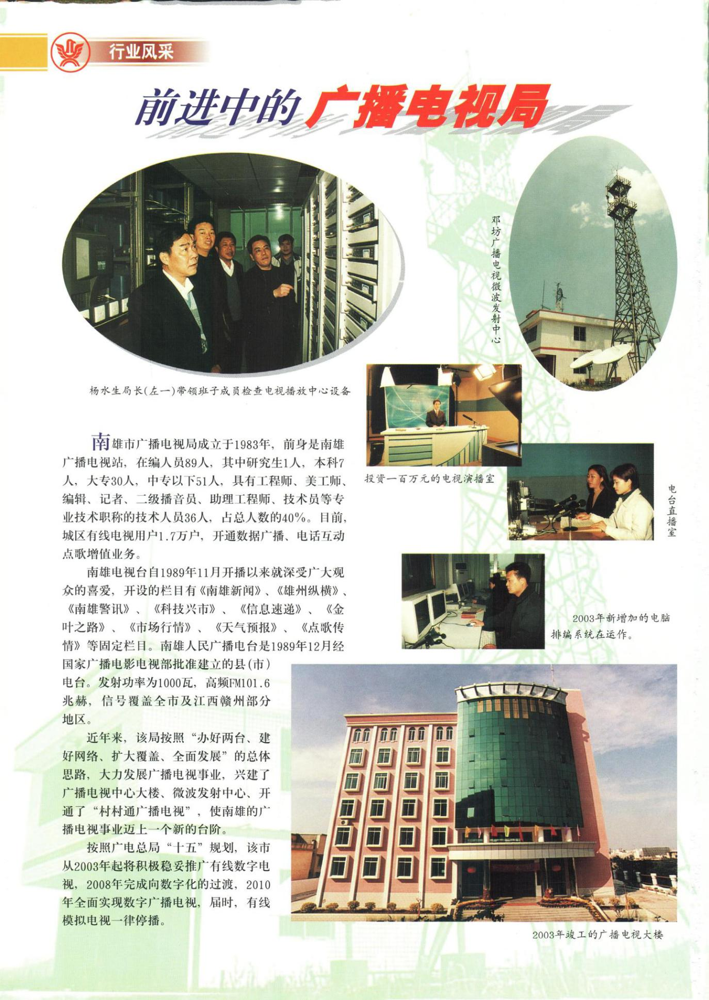 行业风采
前进中的广播电视局
邓坊广播电视微波发射中心
杨水生局长(左一)带领班子成员检查电视播放中心设备
投资一百万元的电视演播室
电台直播室
2003年新增加的电脑
排编系统在运作。
南雄市广播电视局成立于1983年，前身是南雄
广播电视站，在编人员89人，其中研究生1人，本科7
人，大专30人，中专以下51人，具有工程师、美工师、
编辑、记者、二级播音员、助理工程师、技术员等专
业技术职称的技术人员36人，占总人数的40%。目前，
城区有线电视用户1.7万户，开通数据广播、电话互动
点歌增值业务。
南雄电视台自1989年11月开播以来就深受广大观
众的喜爱，开设的栏目有《南雄新闻》、《雄州纵横》、
《南雄警讯》、《科技兴市》、《信息速递》、《金
叶之路》、《市场行情》、《天气预报》、《点歌传
情》等固定栏目。南雄人民广播电台是1989年12月经
国家广播电影电视部批准建立的县(市)
电台。发射功率为1000瓦，高频FM101.6
兆赫，信号覆盖全市及江西赣州部分
地区。
近年来，该局按照“办好两台、建
好网络、扩大覆盖、全面发展”的总体
思路，大力发展广播电视事业，兴建了
广播电视中心大楼、微波发射中心、开
通了“村村通广播电视”，使南雄的广
播电视事业迈上一个新的台阶。
按照广电总局“十五”规划，该市
从2003年起将积极稳妥推广有线数字电
视，2008年完成向数字化的过渡，2010
年全面实现数字广播电视，届时，有线
模拟电视一律停播。
2003年竣工的广播电视大楼